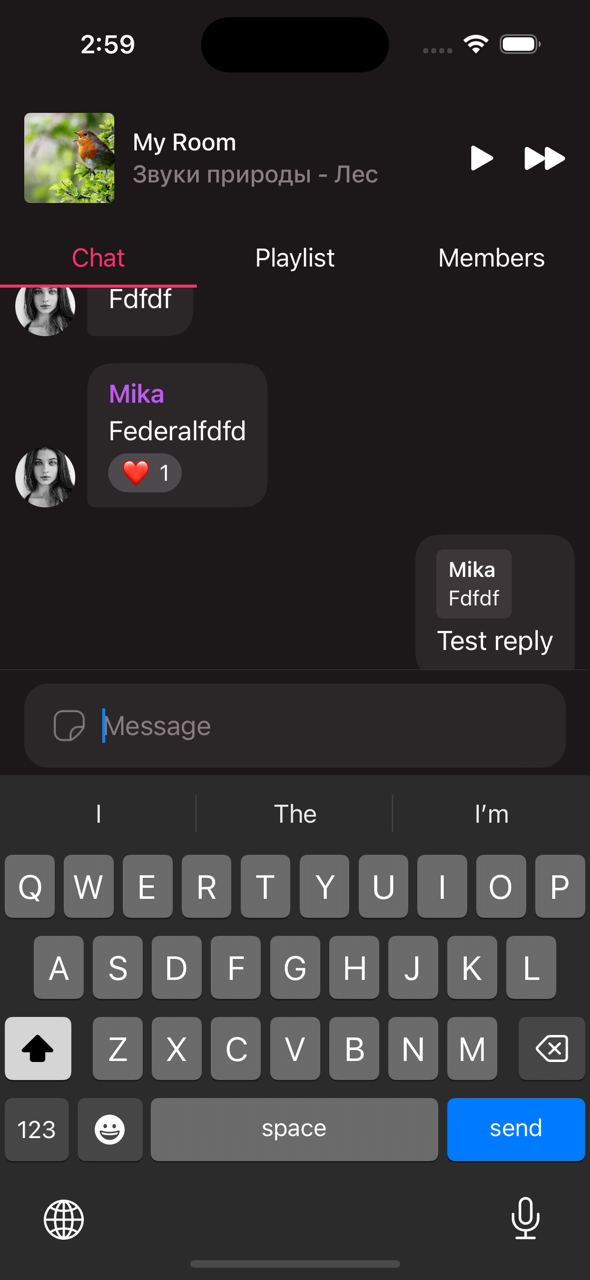 2:59
My Room
Звуки природы - Лес
Chat Playlist Members
Fdfdf
Mika
Federalfdfd
❤️ 1
Mika
Fdfdf
Test reply
Message
I The I’m
Q W E R T Y U I O P
A S D F G H J K L
Z X C V B N M
123 space send